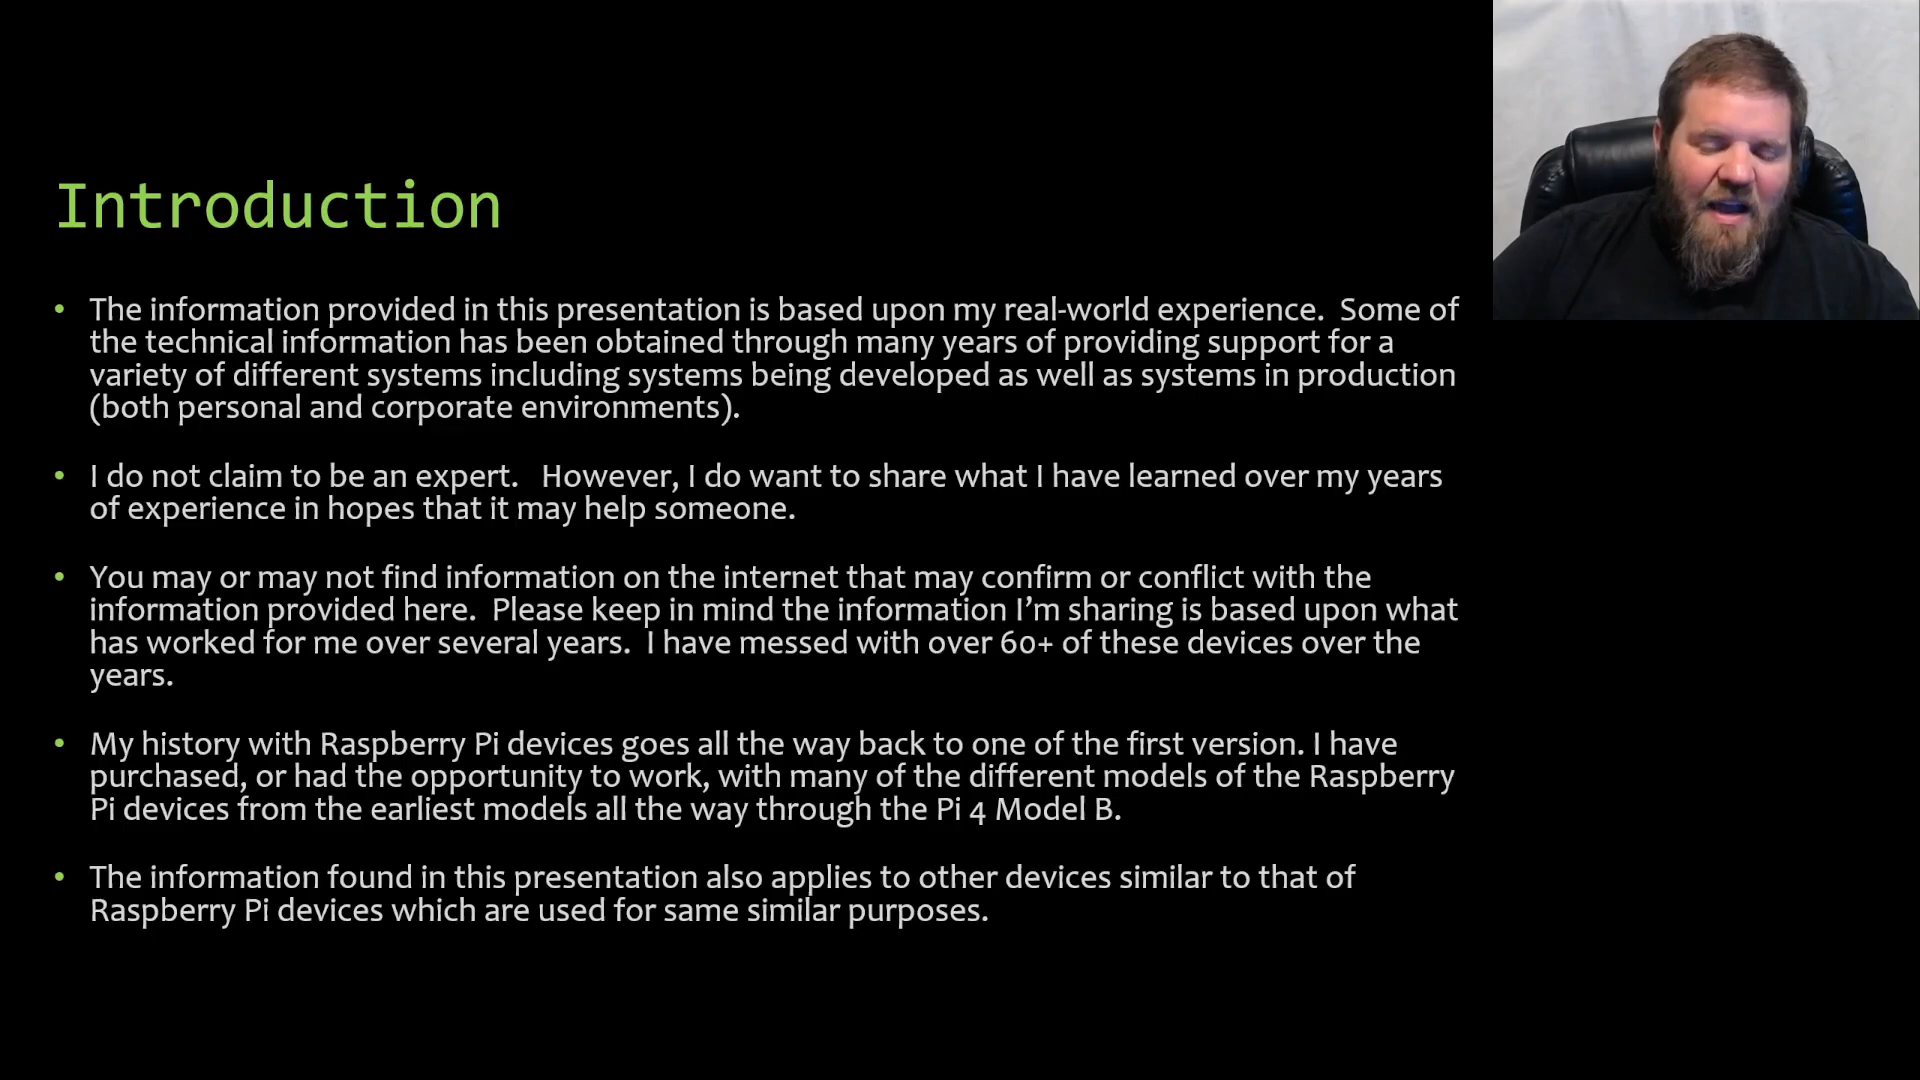 Introduction
• The information provided in this presentation is based upon my real-world experience.  Some of
the technical information has been obtained through many years of providing support for a
variety of different systems including systems being developed as well as systems in production
(both personal and corporate environments).
• I do not claim to be an expert.   However, I do want to share what I have learned over my years
of experience in hopes that it may help someone.
• You may or may not find information on the internet that may confirm or conflict with the
information provided here.  Please keep in mind the information I’m sharing is based upon what
has worked for me over several years.  I have messed with over 60+ of these devices over the
years.
• My history with Raspberry Pi devices goes all the way back to one of the first version. I have
purchased, or had the opportunity to work, with many of the different models of the Raspberry
Pi devices from the earliest models all the way through the Pi 4 Model B.
• The information found in this presentation also applies to other devices similar to that of
Raspberry Pi devices which are used for same similar purposes.